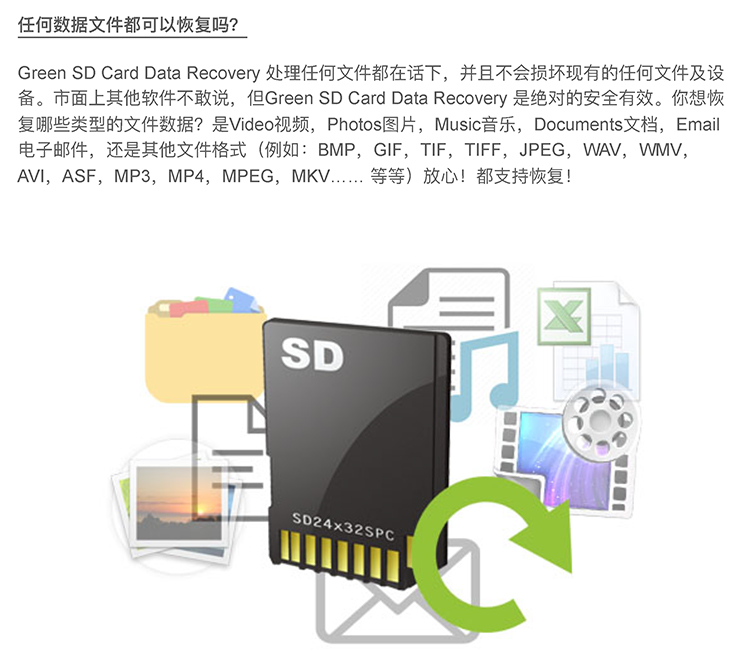 任何数据文件都可以恢复吗？
Green SD Card Data Recovery 处理任何文件都在话下，并且不会损坏现有的任何文件及设
备。市面上其他软件不敢说，但Green SD Card Data Recovery 是绝对的安全有效。你想恢
复哪些类型的文件数据？是Video视频，Photos图片，Music音乐，Documents文档，Email
电子邮件，还是其他文件格式（例如：BMP，GIF，TIF，TIFF，JPEG，WAV，WMV，
AVI，ASF，MP3，MP4，MPEG，MKV…… 等等）放心！都支持恢复！
SD
X
SD24x32SPC